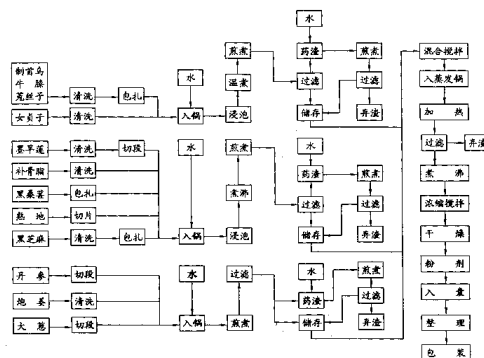 制首乌
牛 膝
菟丝子
清洗
包扎
女贞子
清洗
水
入锅
浸泡
温煮
煎煮
过滤
水
药渣
煎煮
过滤
储存
弃渣
墨旱莲
清洗
切段
补骨脂
清洗
黑桑葚
包扎
熟 地
切片
黑芝麻
清洗
包扎
水
入锅
浸泡
煮沸
煎煮
过滤
水
药渣
煎煮
过滤
储存
弃渣
丹 参
切段
地 县
清洗
大 葱
切段
水
入锅
煎煮
过滤
水
药渣
煎煮
过滤
储存
弃渣
混合搅拌
入蒸发锅
加 热
过滤
弃渣
煮 沸
浓缩搅拌
干 燥
粉 剂
入 囊
整 理
包 装